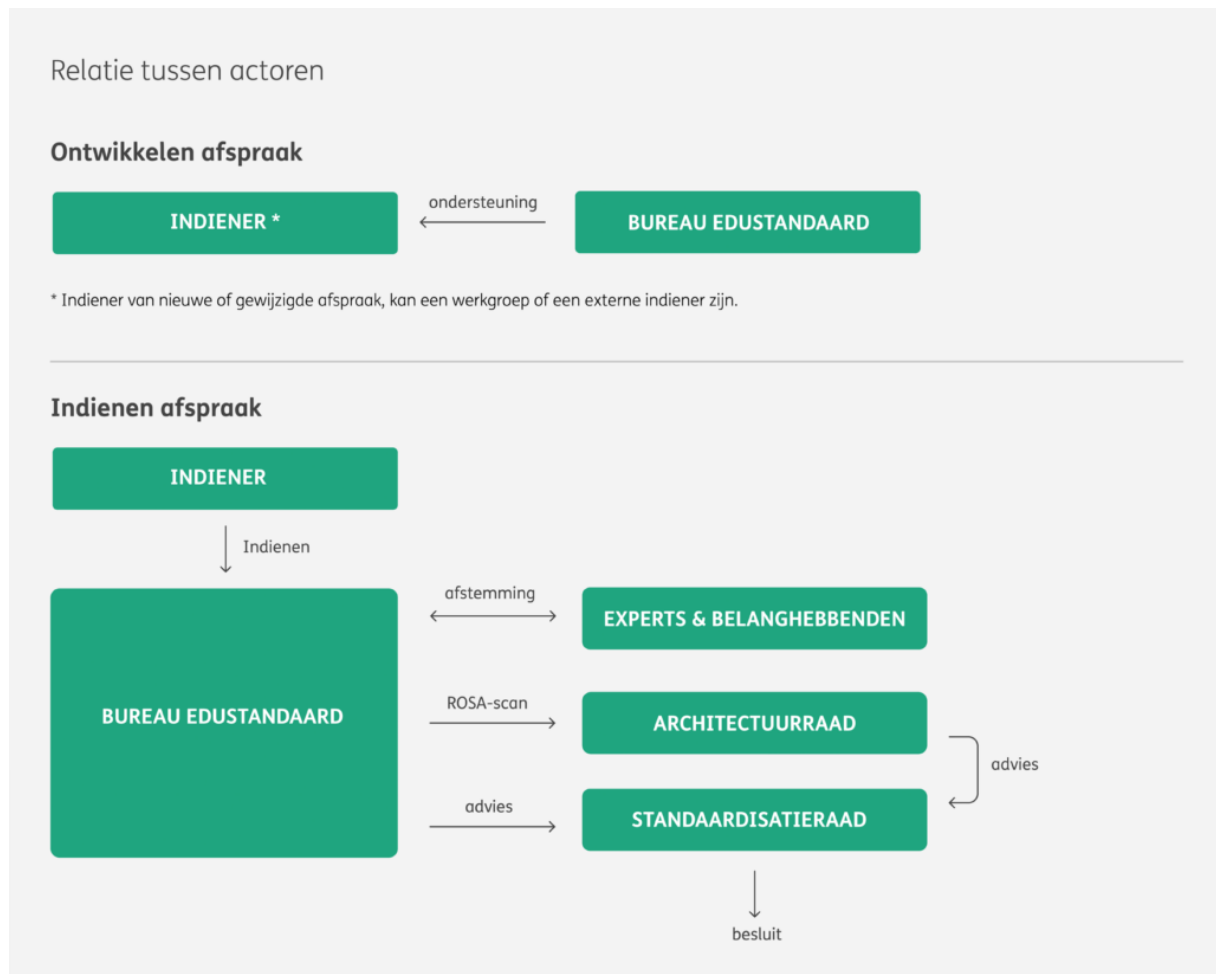 Relatie tussen actoren
Ontwikkelen afspraak
INDIENER *
ondersteuning
BUREAU EDUSTANDAARD
* Indiener van nieuwe of gewijzigde afspraak, kan een werkgroep of een externe indiener zijn.
Indienen afspraak
INDIENER
Indienen
BUREAU EDUSTANDAARD
afstemming
EXPERTS & BELANGHEBBENDEN
ROSA-scan
ARCHITECTUURRAAD
advies
advies
STANDAARDISATIERAAD
besluit